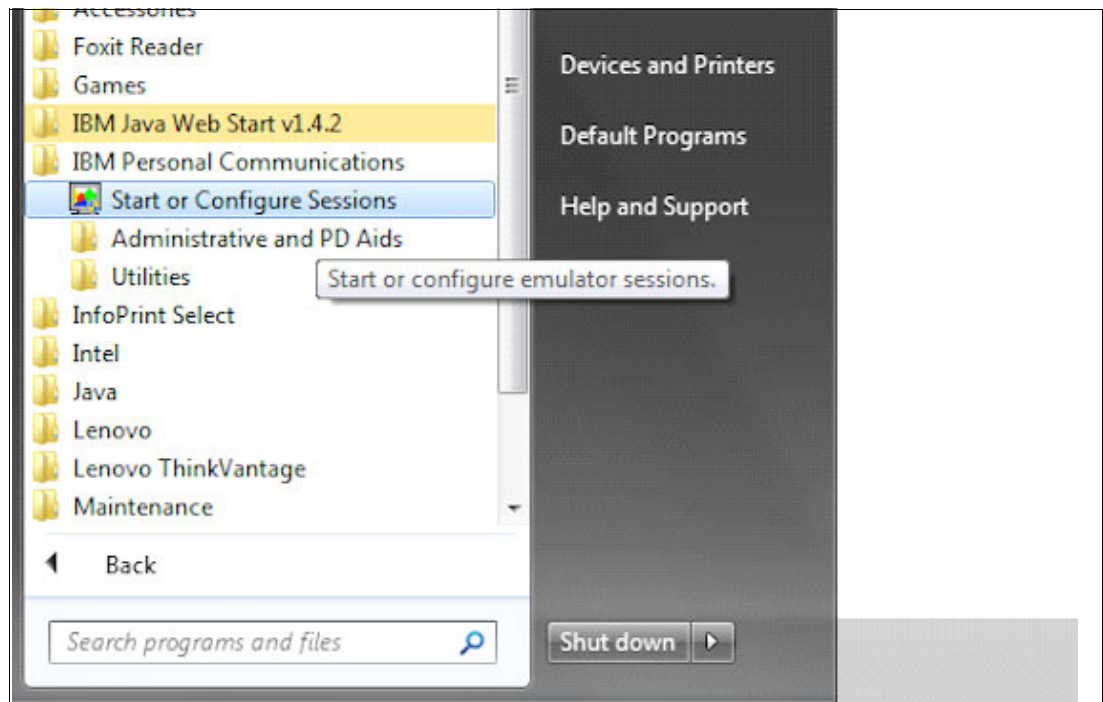 Accessories
Foxit Reader
Games
IBM Java Web Start v1.4.2
IBM Personal Communications
Start or Configure Sessions
Administrative and PD Aids
Utilities
Start or configure emulator sessions.
InfoPrint Select
Intel
Java
Lenovo
Lenovo ThinkVantage
Maintenance
Back
Search programs and files
Devices and Printers
Default Programs
Help and Support
Shut down